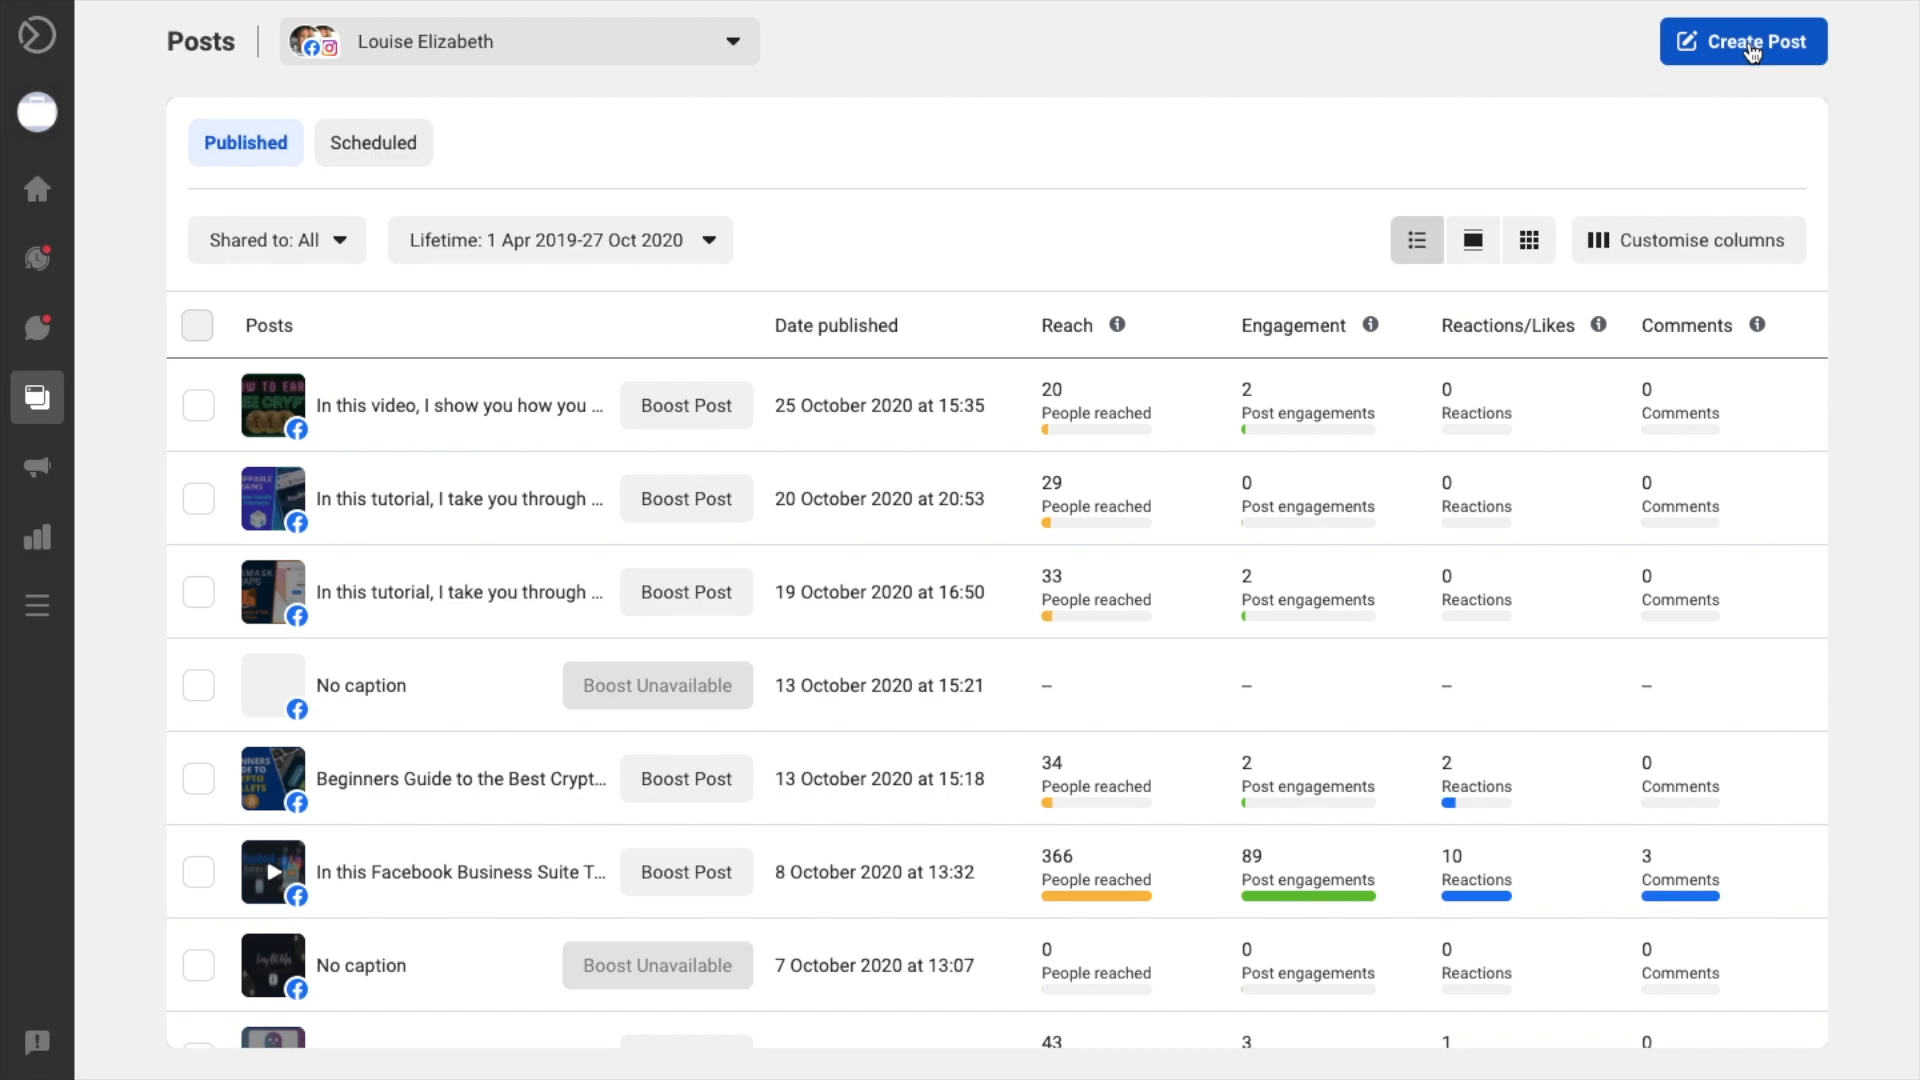 Posts
Louise Elizabeth
Create Post
Published
Scheduled
Shared to: All
Lifetime: 1 Apr 2019-27 Oct 2020
Customise columns
Posts Date published Reach Engagement Reactions/Likes Comments
In this video, I show you how you ... Boost Post 25 October 2020 at 15:35 20 2 0 0
People reached Post engagements Reactions Comments
In this tutorial, I take you through ... Boost Post 20 October 2020 at 20:53 29 0 0 0
People reached Post engagements Reactions Comments
In this tutorial, I take you through ... Boost Post 19 October 2020 at 16:50 33 2 0 0
People reached Post engagements Reactions Comments
No caption Boost Unavailable 13 October 2020 at 15:21 – – – –
Beginners Guide to the Best Crypt... Boost Post 13 October 2020 at 15:18 34 2 2 0
People reached Post engagements Reactions Comments
In this Facebook Business Suite T... Boost Post 8 October 2020 at 13:32 366 89 10 3
People reached Post engagements Reactions Comments
No caption Boost Unavailable 7 October 2020 at 13:07 0 0 0 0
People reached Post engagements Reactions Comments
43 3 1 0